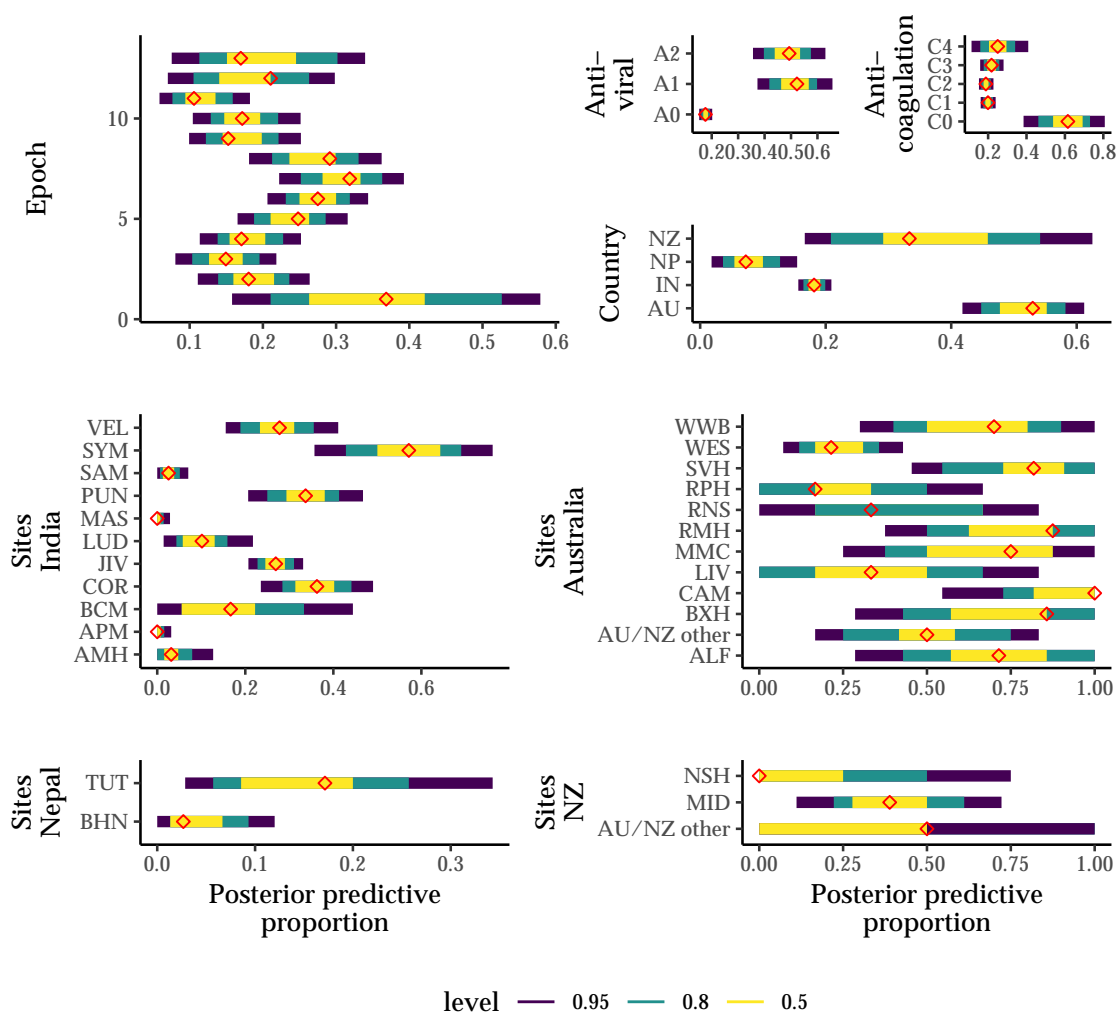 Epoch
10
5
0
0.1 0.2 0.3 0.4 0.5 0.6
Anti–
viral
A2
A1
A0
0.20.30.40.50.6
Anti–
coagulation
C4
C3
C2
C1
C0
0.2 0.4 0.6 0.8
Country
NZ
NP
IN
AU
0.0 0.2 0.4 0.6
Sites
India
VEL
SYM
SAM
PUN
MAS
LUD
JIV
COR
BCM
APM
AMH
0.0 0.2 0.4 0.6
Sites
Australia
WWB
WES
SVH
RPH
RNS
RMH
MMC
LIV
CAM
BXH
AU/NZ other
ALF
0.00 0.25 0.50 0.75 1.00
Sites
Nepal
TUT
BHN
0.0 0.1 0.2 0.3
Posterior predictive
proportion
Sites
NZ
NSH
MID
AU/NZ other
0.00 0.25 0.50 0.75 1.00
Posterior predictive
proportion
level 0.95 0.8 0.5